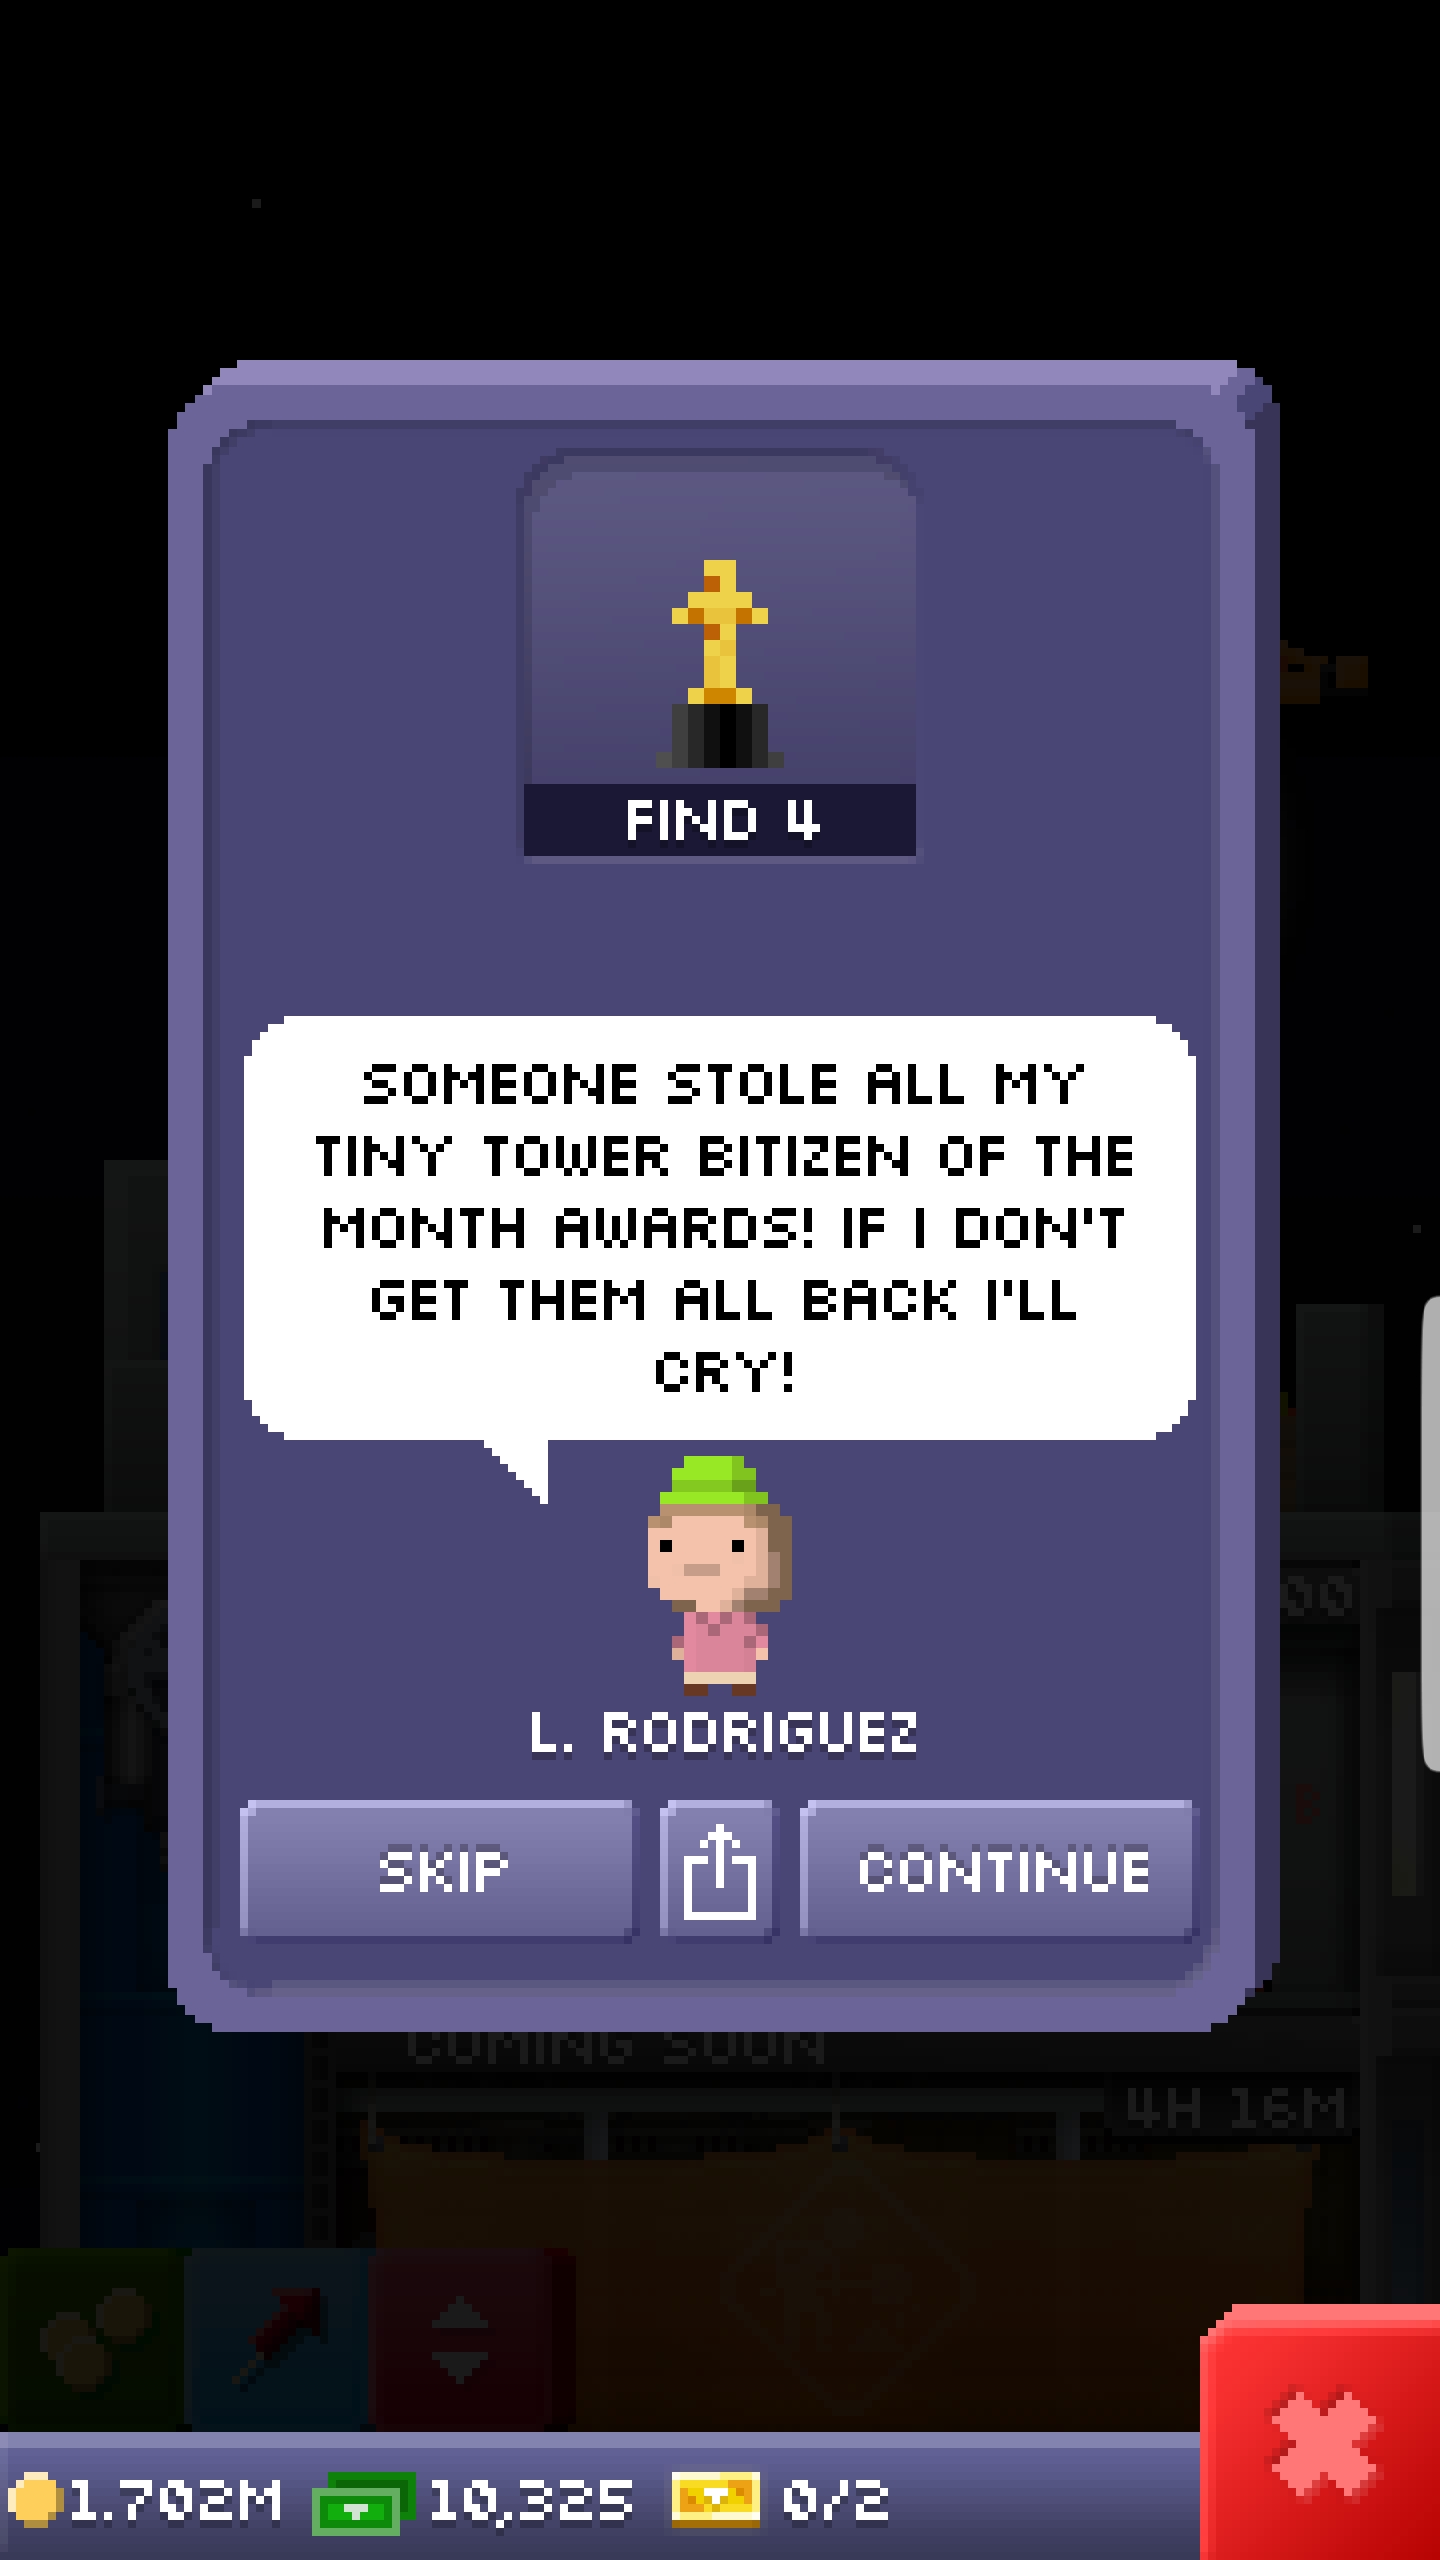 FIND 4
SOMEONE STOLE ALL MY
TINY TOWER BITIZEN OF THE
MONTH AWARDS! IF I DON'T
GET THEM ALL BACK I'LL
CRY!
L. RODRIGUEZ
SKIP
CONTINUE
COMING SOON
4H 16M
1.702M
10,325
0/2